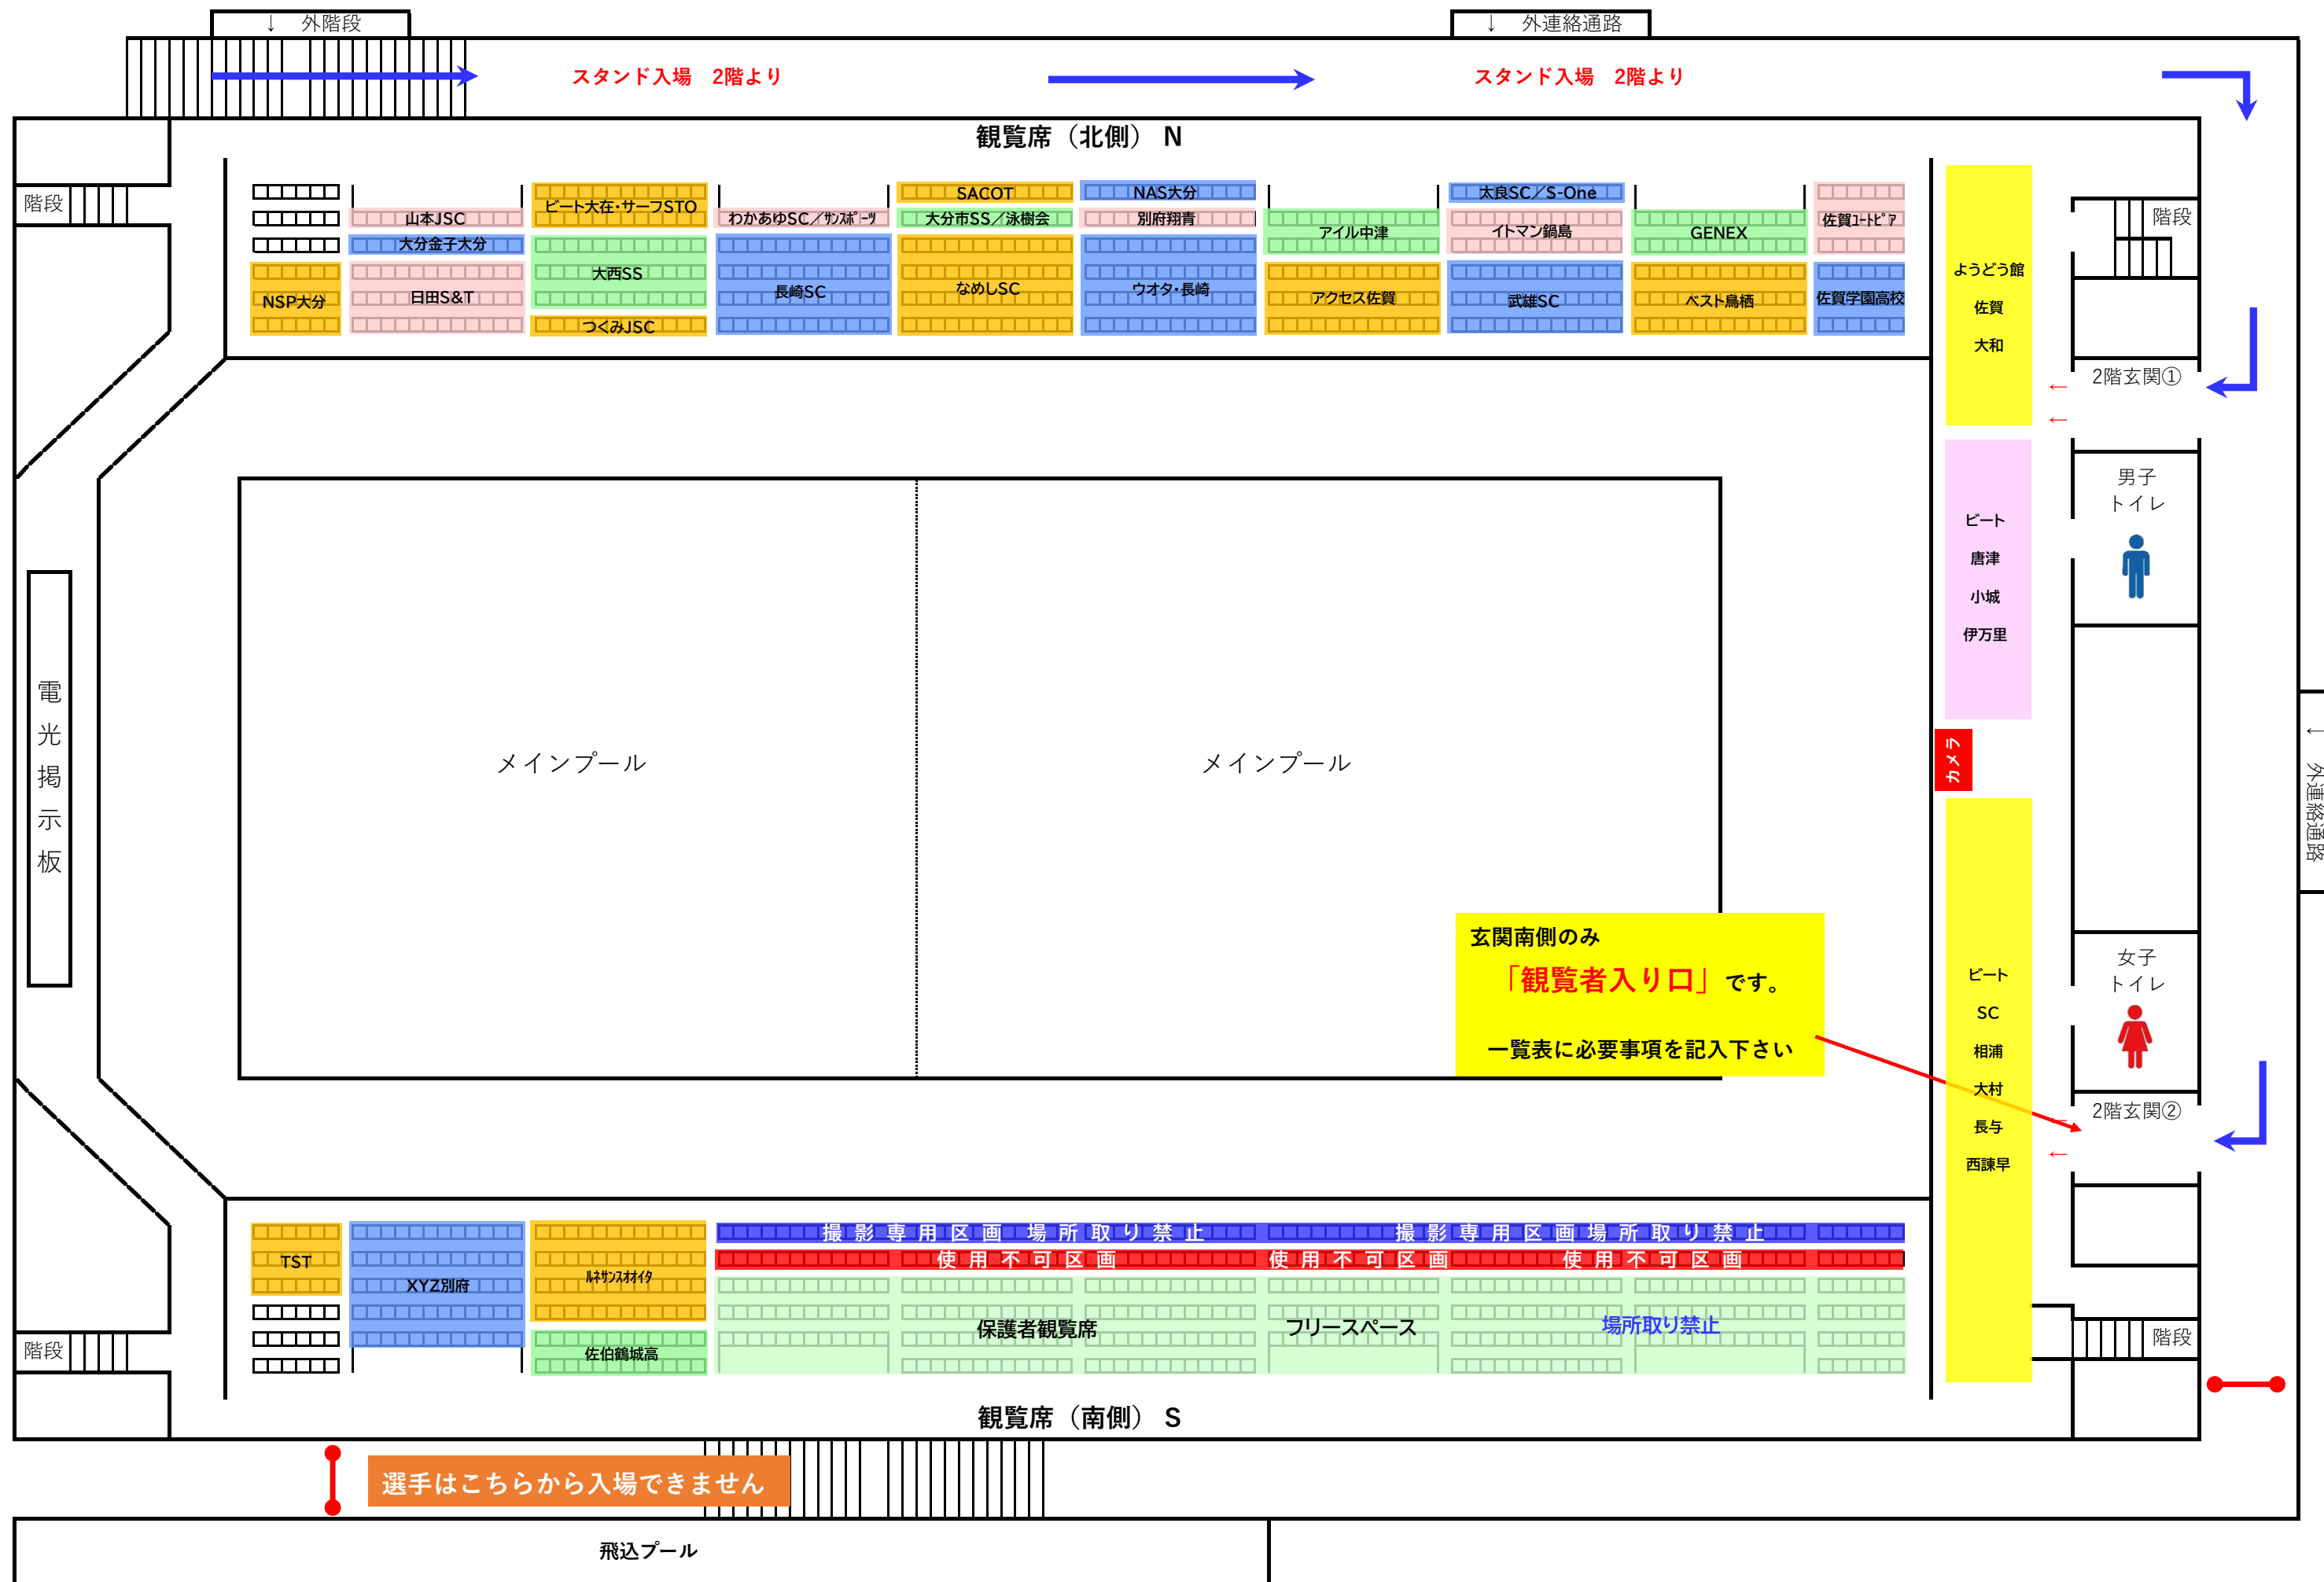 ↓ 外階段
↓ 外連絡通路
スタンド入場 2階より
スタンド入場 2階より
観覧席（北側） N
階段
山本JSC
大分金子大分
NSP大分
日田S&T
ビート大在・サーフSTO
大西SS
つくみJSC
わかあゆSC／ｻﾝｽﾎﾟｰﾂ
長崎SC
SACOT
大分市SS／泳樹会
なめしSC
NAS大分
別府翔青
ウオタ・長崎
アイル中津
アクセス佐賀
太良SC／S-One
イトマン鍋島
武雄SC
GENEX
ベスト鳥栖
佐賀ﾕｰﾄﾋﾟｱ
佐賀学園高校
ようどう館
佐賀
大和
階段
2階玄関①
←
←
男子
トイレ
ビート
唐津
小城
伊万里
電光掲示板
メインプール
メインプール
カメラ
← 外連絡通路
玄関南側のみ
「観覧者入り口」です。
一覧表に必要事項を記入下さい
女子
トイレ
ビート
SC
相浦
大村
長与
西諫早
2階玄関②
←
←
TST
XYZ別府
ﾙﾈｻﾝｽｵｵｲﾀ
佐伯鶴城高
撮影専用区画 場所取り禁止
撮影専用区画場所取り禁止
使用不可区画
使用不可区画
使用不可区画
保護者観覧席
フリースペース
場所取り禁止
階段
階段
観覧席（南側） S
選手はこちらから入場できません
飛込プール